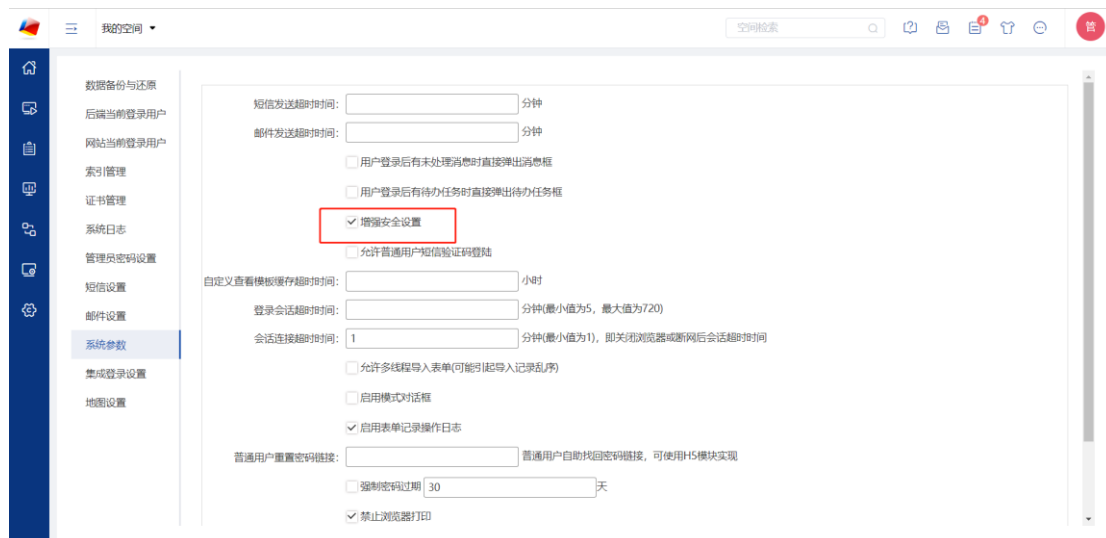 我的空间
空间检索
4
管
数据备份与还原
后端当前登录用户
网站当前登录用户
索引管理
证书管理
系统日志
管理员密码设置
短信设置
邮件设置
系统参数
集成登录设置
地图设置
短信发送超时时间： 分钟
邮件发送超时时间： 分钟
用户登录后有未处理消息时直接弹出消息框
用户登录后有待办任务时直接弹出待办任务框
增强安全设置
允许普通用户短信验证码登陆
自定义查看模板缓存超时时间： 小时
登录会话超时时间： 分钟(最小值为5，最大值为720)
会话连接超时时间： 1 分钟(最小值为1)，即关闭浏览器或断网后会话超时时间
允许多线程导入表单(可能引起导入记录乱序)
启用模式对话框
启用表单记录操作日志
普通用户重置密码链接： 普通用户自助找回密码链接，可使用H5模块实现
强制密码过期 30 天
禁止浏览器打印